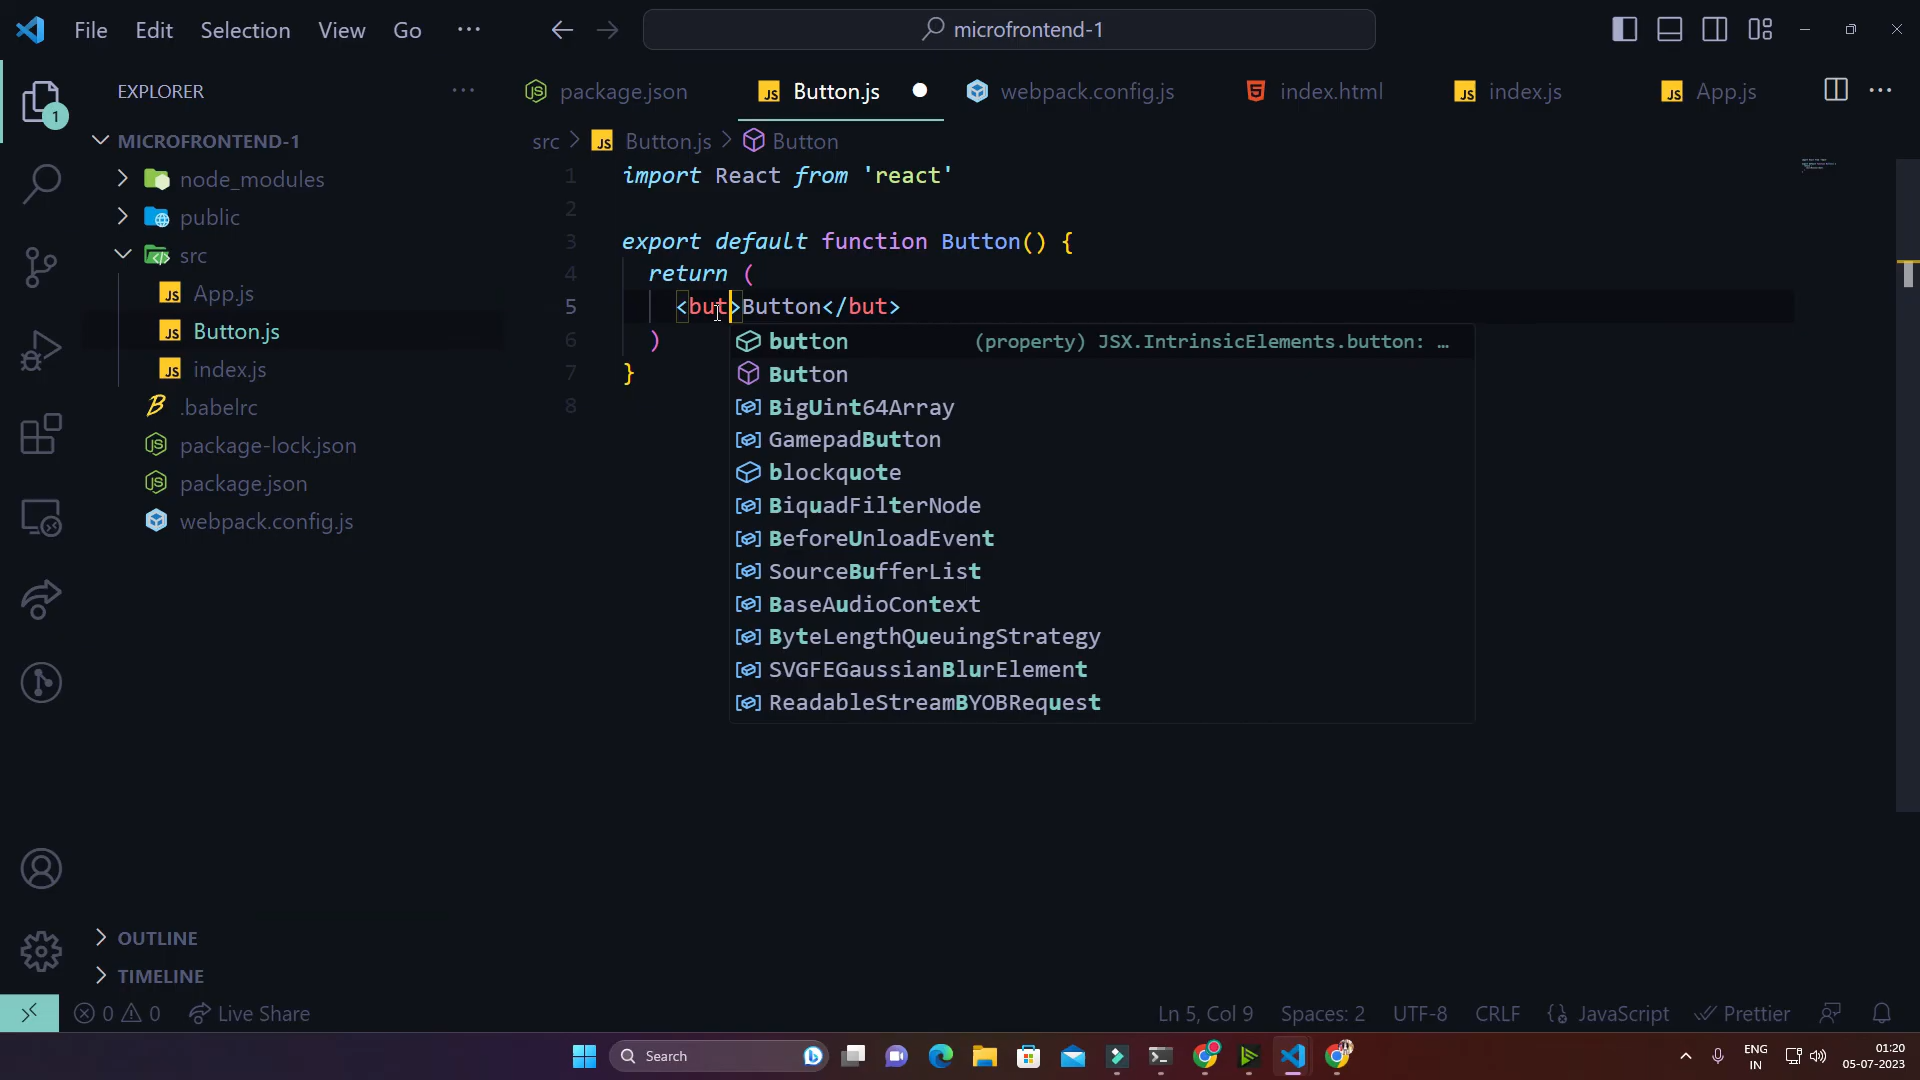 File Edit Selection View Go ··· microfrontend-1
EXPLORER ···
package.json Button.js webpack.config.js index.html index.js App.js ···
MICROFRONTEND-1
src > Button.js > Button
node_modules
public
src
App.js
Button.js
index.js
.babelrc
package-lock.json
package.json
webpack.config.js
1 import React from 'react'
2
3 export default function Button() {
4 return (
5 <but>Button</but>
6 )
7 }
8
button (property) JSX.IntrinsicElements.button: …
Button
BigUint64Array
GamepadButton
blockquote
BiquadFilterNode
BeforeUnloadEvent
SourceBufferList
BaseAudioContext
ByteLengthQueuingStrategy
SVGFEGaussianBlurElement
ReadableStreamBYOBRequest
1
OUTLINE
TIMELINE
0 0 Live Share Ln 5, Col 9 Spaces: 2 UTF-8 CRLF {} JavaScript Prettier
Search ENG IN 01:20 05-07-2023